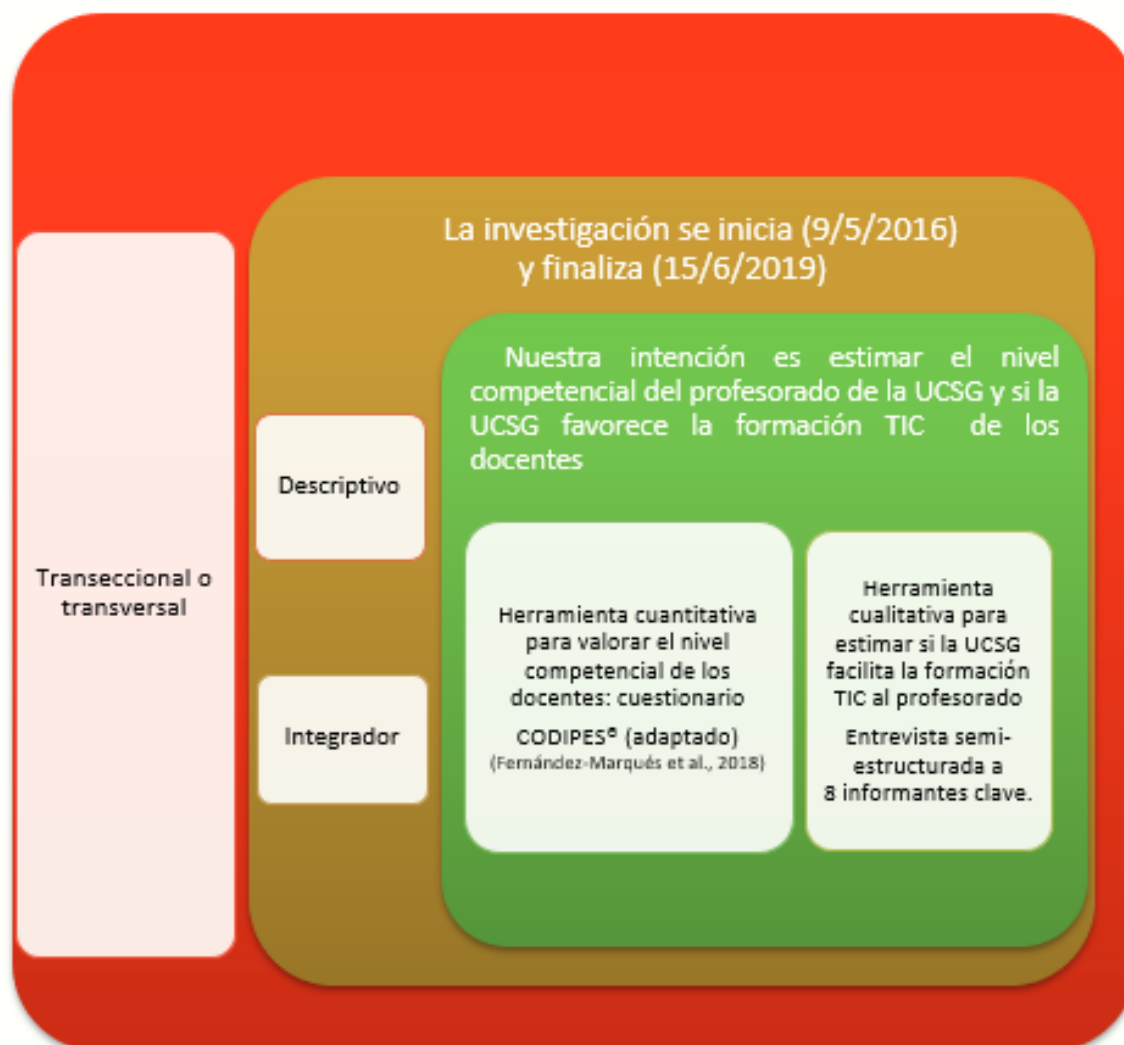 La investigación se inicia (9/5/2016)
y finaliza (15/6/2019)
Nuestra intención es estimar el nivel
competencial del profesorado de la UCSG y si la
UCSG favorece la formación TIC de los
docentes
Transeccional o
transversal
Descriptivo
Integrador
Herramienta cuantitativa
para valorar el nivel
competencial de los
docentes: cuestionario
CODIPES® (adaptado)
(Fernández-Marqués et al., 2018)
Herramienta
cualitativa para
estimar si la UCSG
facilita la formación
TIC al profesorado
Entrevista semi-
estructurada a
8 informantes clave.